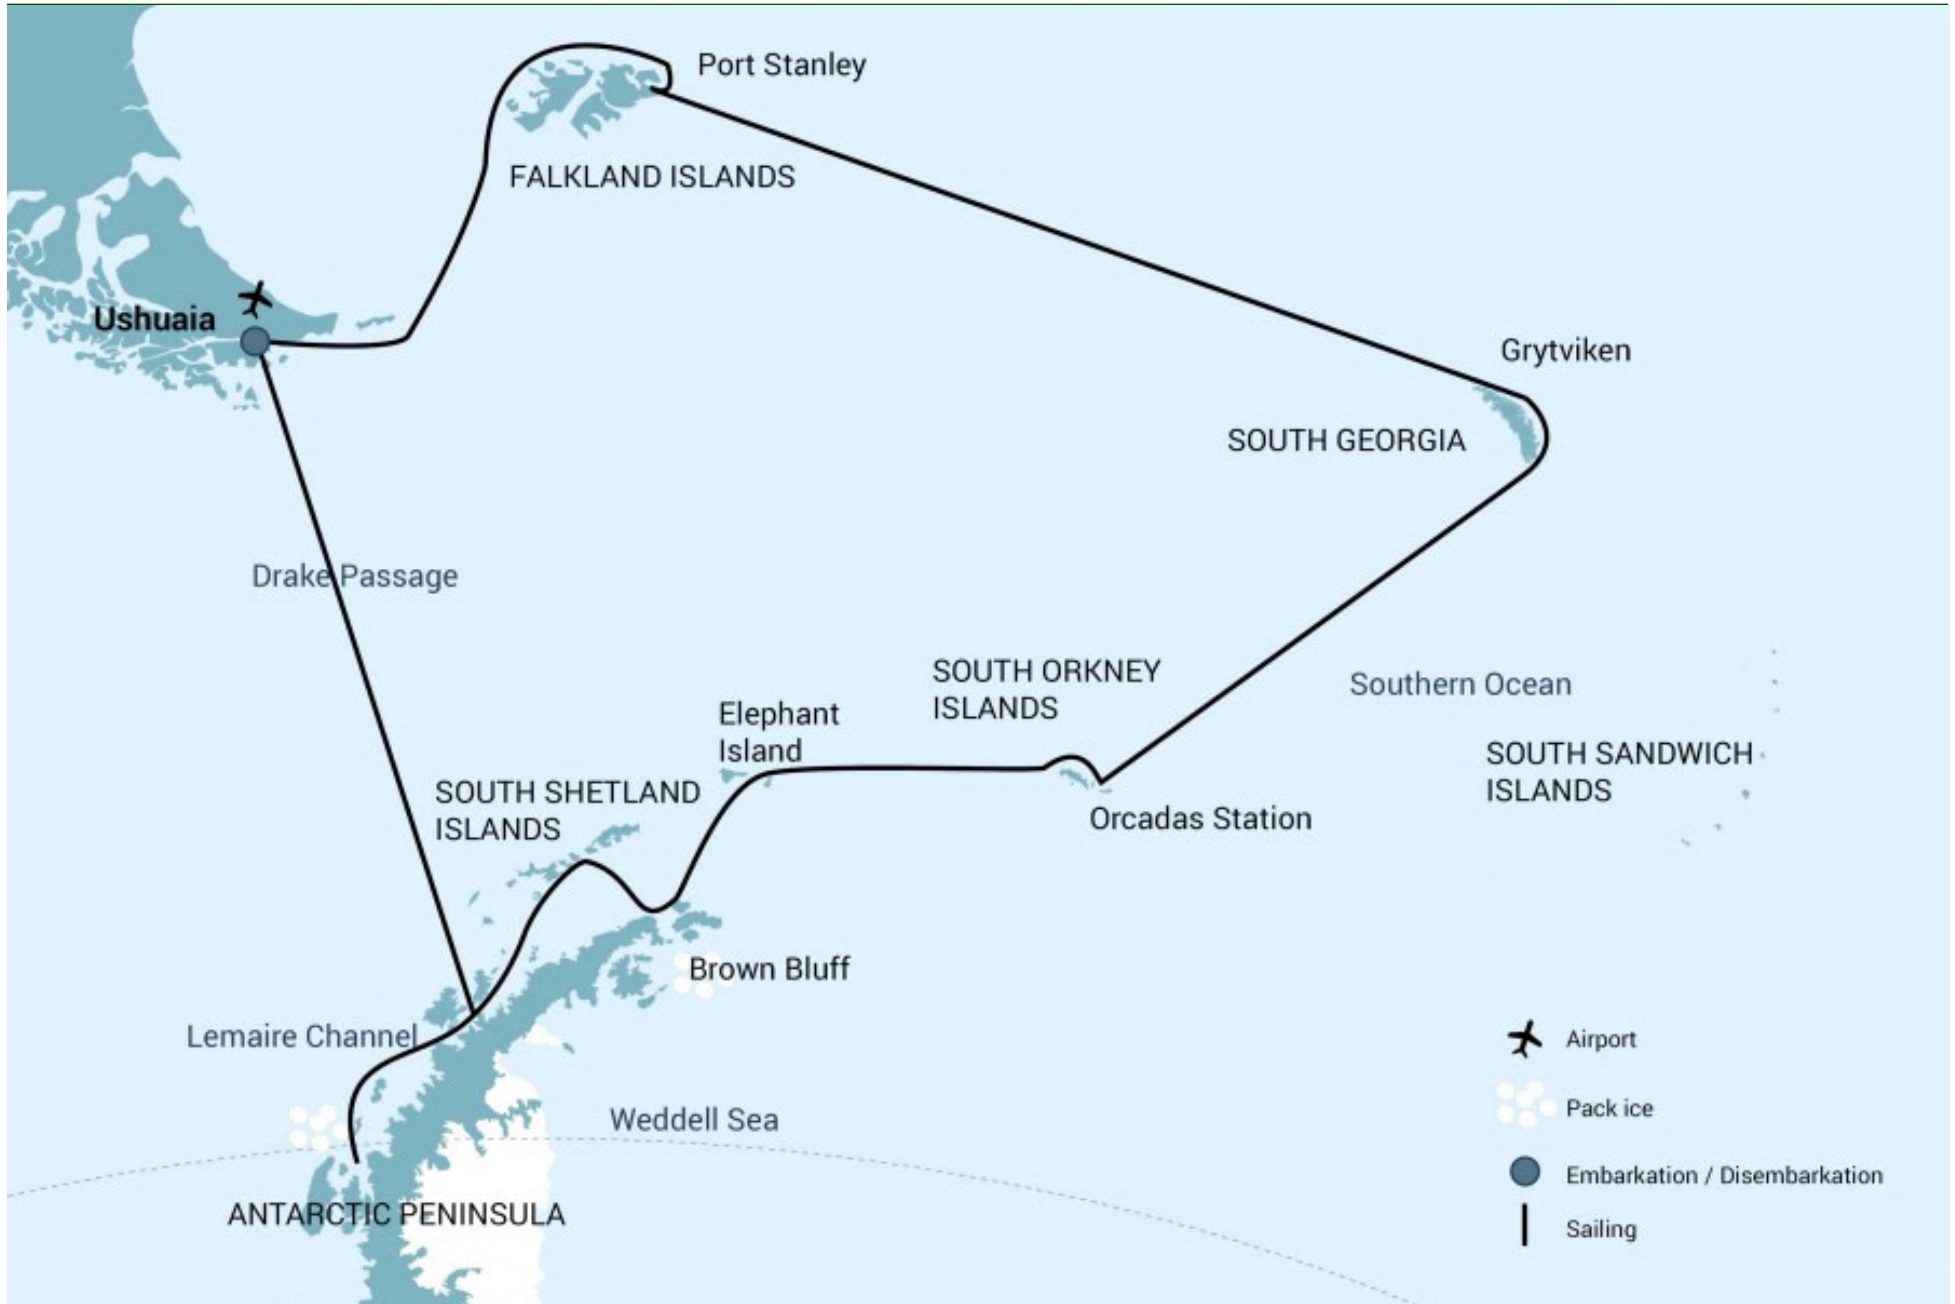 Port Stanley
FALKLAND ISLANDS
Ushuaia
Grytviken
SOUTH GEORGIA
Drake Passage
SOUTH ORKNEY
ISLANDS
Southern Ocean
Elephant
Island
SOUTH SANDWICH
ISLANDS
SOUTH SHETLAND
ISLANDS
Orcadas Station
Brown Bluff
Lemaire Channel
Weddell Sea
ANTARCTIC PENINSULA
Airport
Pack ice
Embarkation / Disembarkation
Sailing